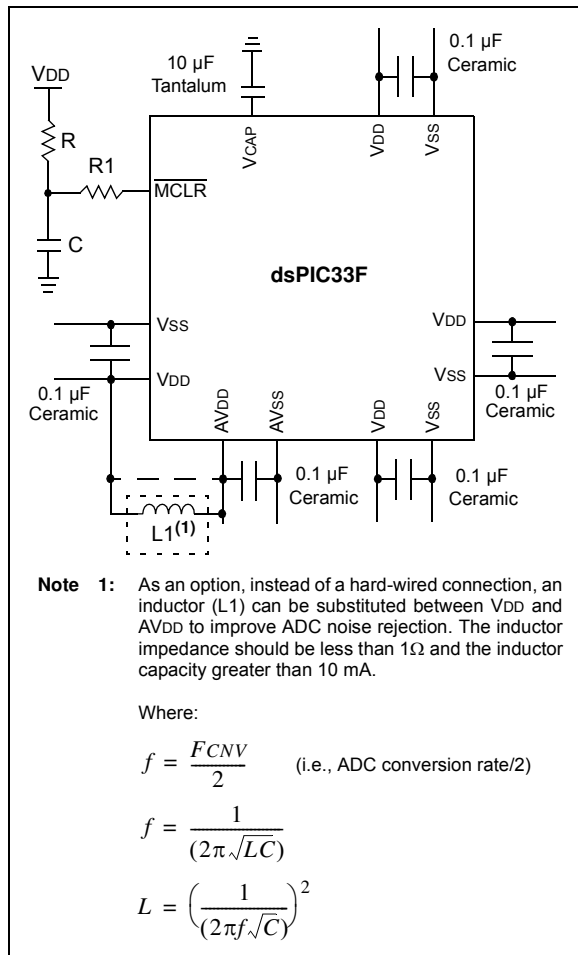 0.1 µF
Ceramic
10 µF
Tantalum
VDD
R
R1
C
VCAP
VDD
VSS
MCLR
dsPIC33F
VSS
VDD
VDD
VSS
0.1 µF
Ceramic
0.1 µF
Ceramic
AVDD
AVSS
VDD
VSS
0.1 µF
Ceramic
0.1 µF
Ceramic
L1(1)
Note 1: As an option, instead of a hard-wired connection, an
inductor (L1) can be substituted between VDD and
AVDD to improve ADC noise rejection. The inductor
impedance should be less than 1Ω and the inductor
capacity greater than 10 mA.
Where:
f = FCNV / 2 (i.e., ADC conversion rate/2)
f = 1 / (2π√LC)
L = (1 / (2πf√C))²